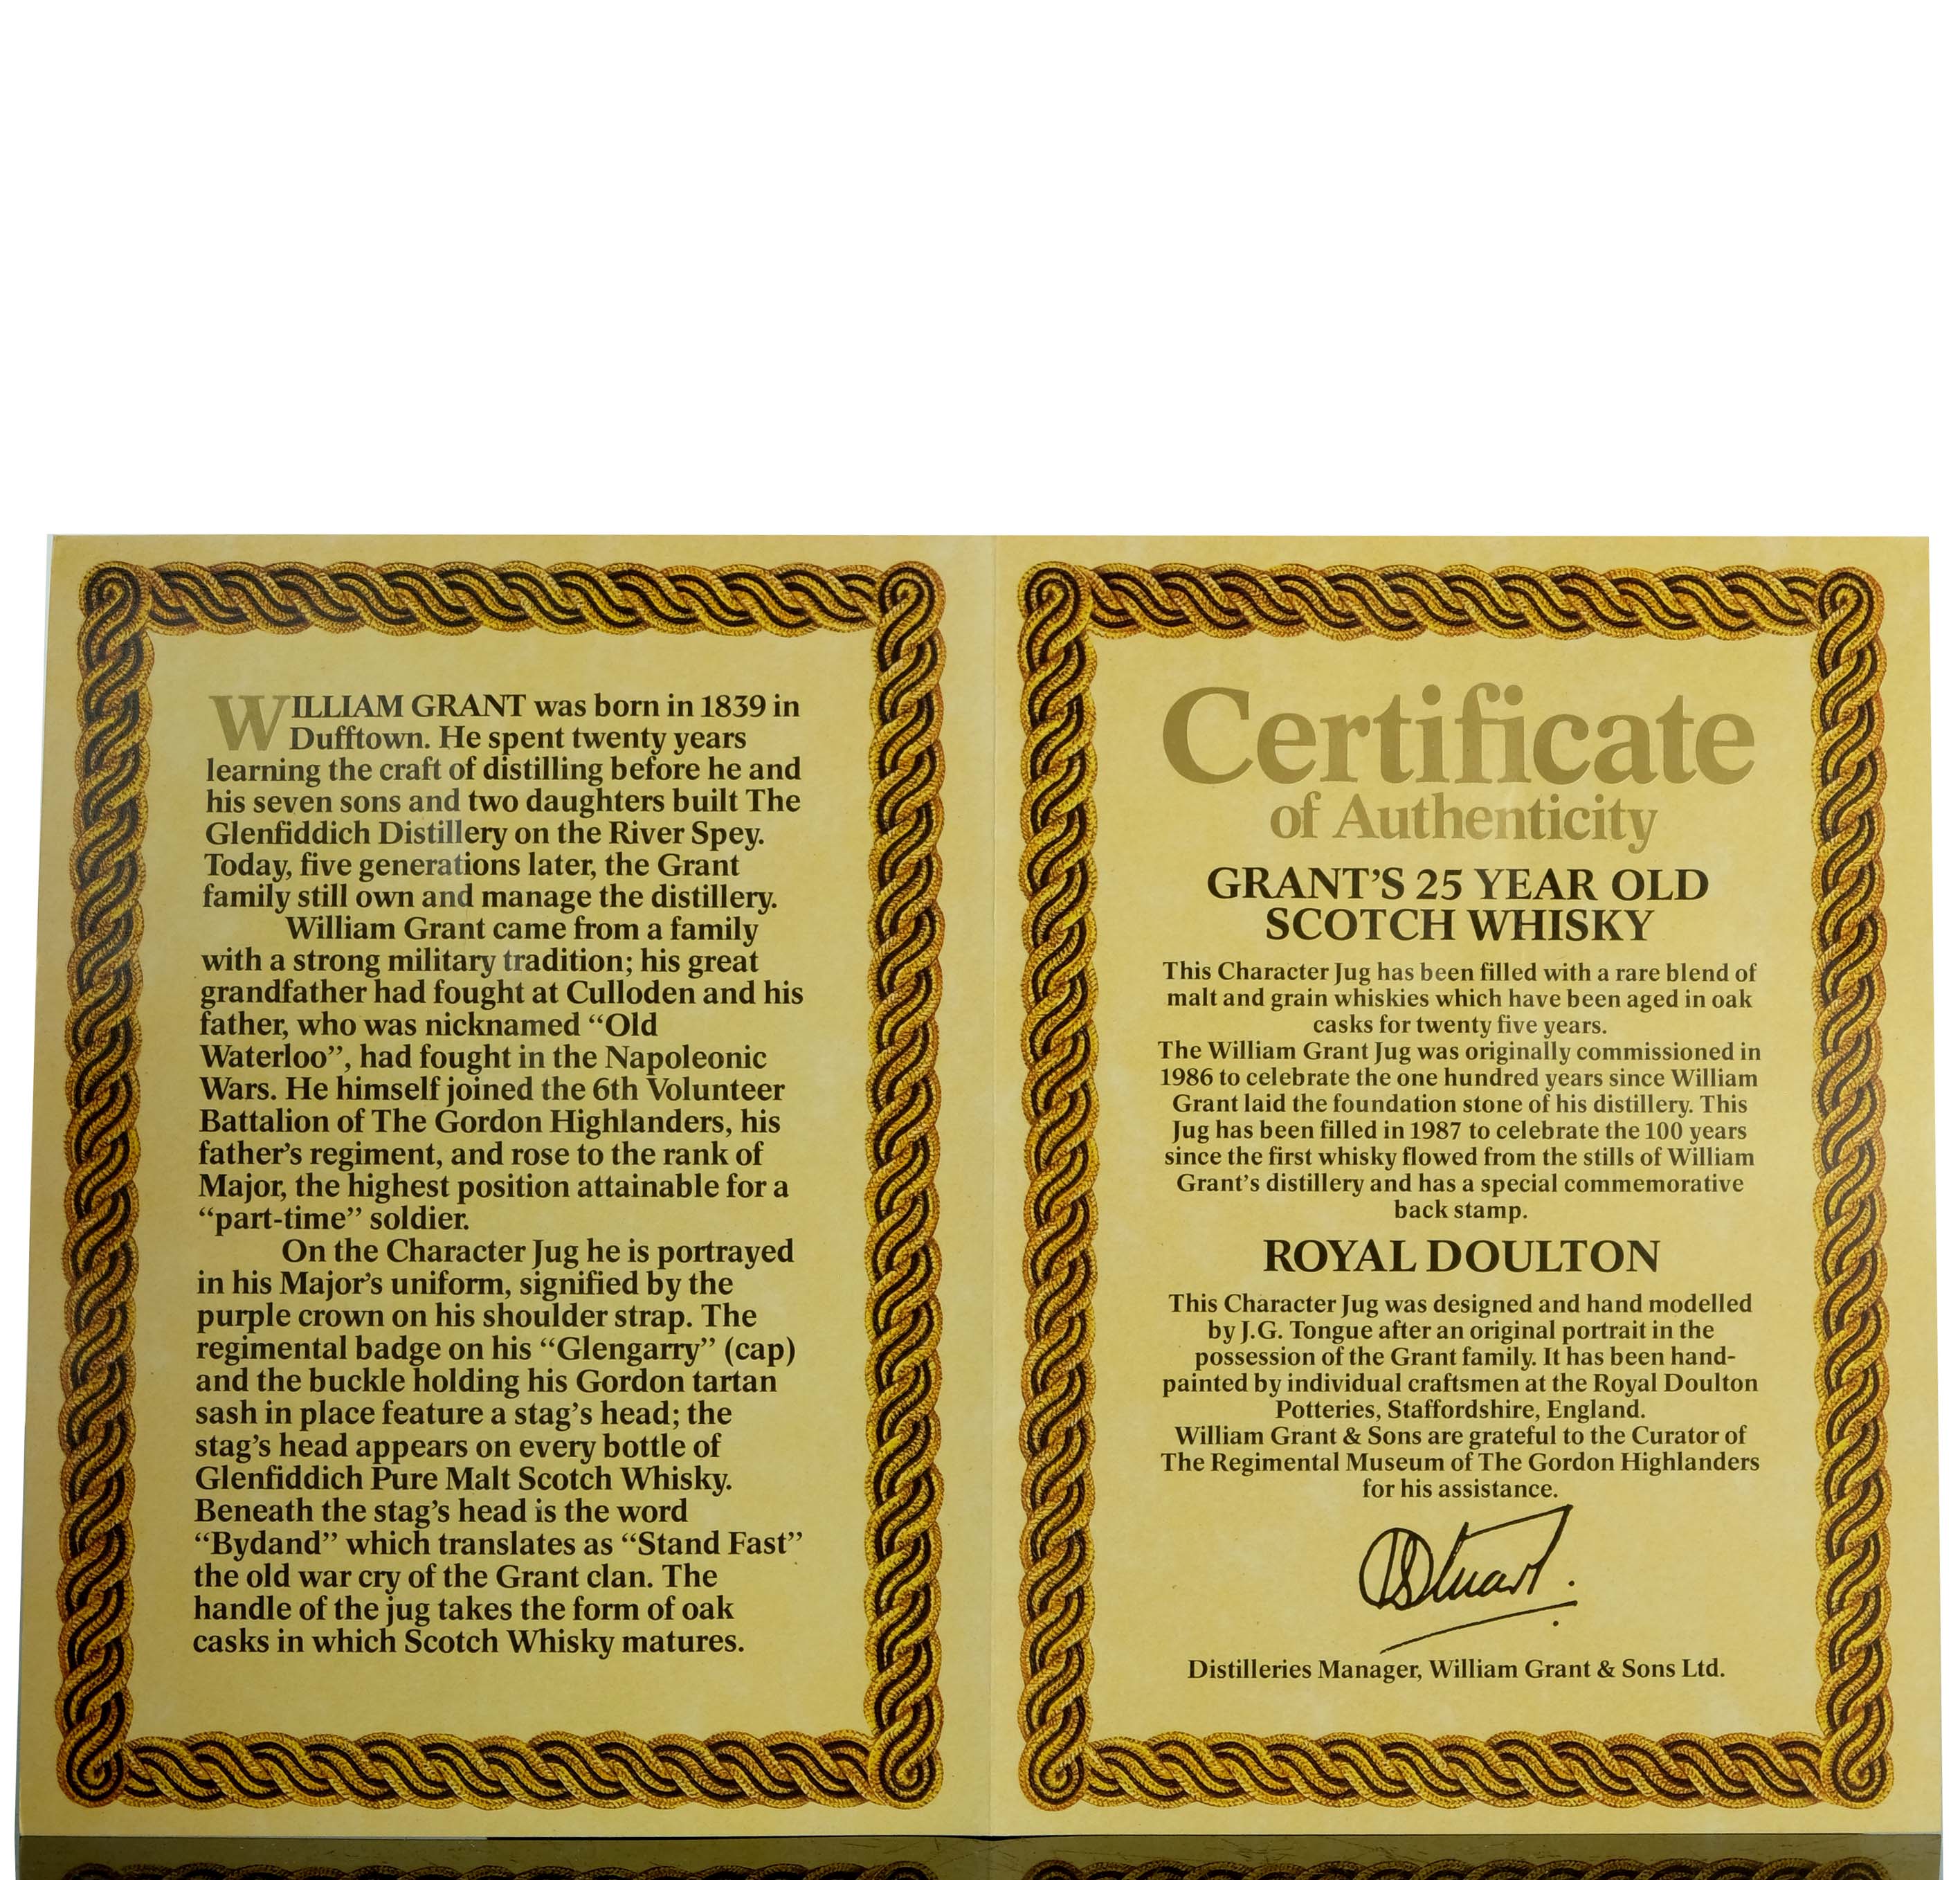 WILLIAM GRANT was born in 1839 in
Dufftown. He spent twenty years
learning the craft of distilling before he and
his seven sons and two daughters built The
Glenfiddich Distillery on the River Spey.
Today, five generations later, the Grant
family still own and manage the distillery.
William Grant came from a family
with a strong military tradition; his great
grandfather had fought at Culloden and his
father, who was nicknamed “Old
Waterloo”, had fought in the Napoleonic
Wars. He himself joined the 6th Volunteer
Battalion of The Gordon Highlanders, his
father’s regiment, and rose to the rank of
Major, the highest position attainable for a
“part-time” soldier.
On the Character Jug he is portrayed
in his Major’s uniform, signified by the
purple crown on his shoulder strap. The
regimental badge on his “Glengarry” (cap)
and the buckle holding his Gordon tartan
sash in place feature a stag’s head; the
stag’s head appears on every bottle of
Glenfiddich Pure Malt Scotch Whisky.
Beneath the stag’s head is the word
“Bydand” which translates as “Stand Fast”
the old war cry of the Grant clan. The
handle of the jug takes the form of oak
casks in which Scotch Whisky matures.
Certificate
of Authenticity
GRANT’S 25 YEAR OLD
SCOTCH WHISKY
This Character Jug has been filled with a rare blend of
malt and grain whiskies which have been aged in oak
casks for twenty five years.
The William Grant Jug was originally commissioned in
1986 to celebrate the one hundred years since William
Grant laid the foundation stone of his distillery. This
Jug has been filled in 1987 to celebrate the 100 years
since the first whisky flowed from the stills of William
Grant’s distillery and has a special commemorative
back stamp.
ROYAL DOULTON
This Character Jug was designed and hand modelled
by J.G. Tongue after an original portrait in the
possession of the Grant family. It has been hand-
painted by individual craftsmen at the Royal Doulton
Potteries, Staffordshire, England.
William Grant & Sons are grateful to the Curator of
The Regimental Museum of The Gordon Highlanders
for his assistance.
Stuart.
Distilleries Manager, William Grant & Sons Ltd.